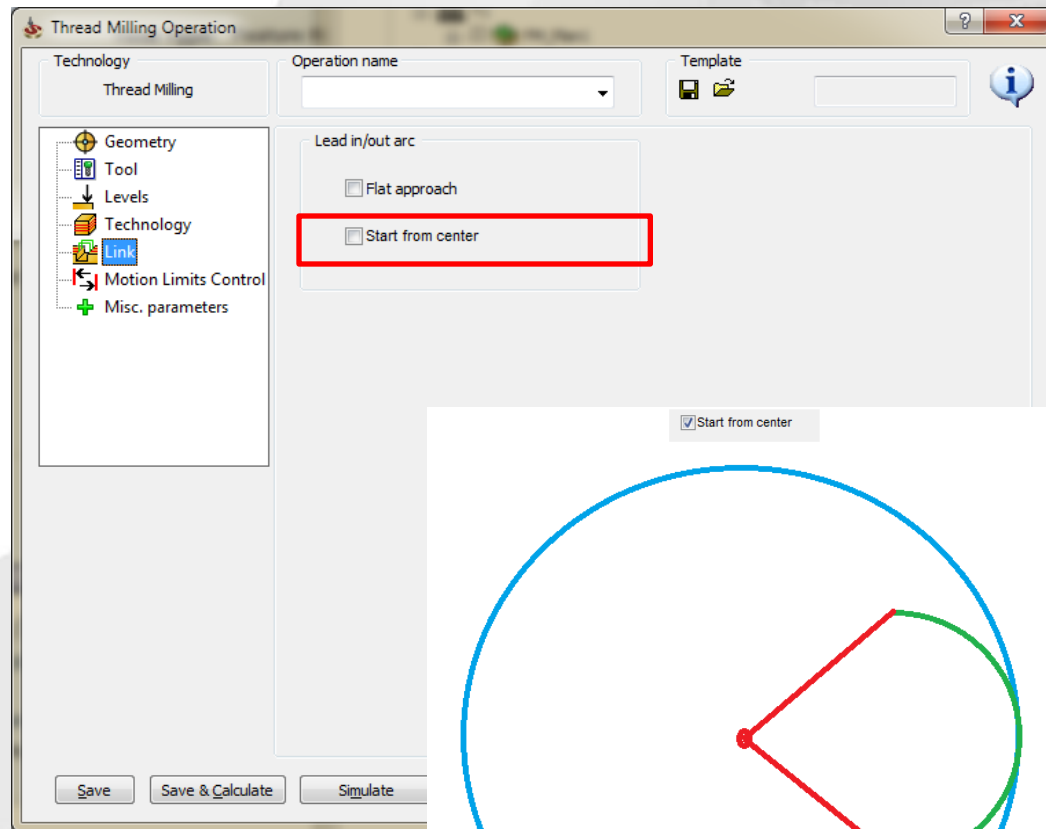 Thread Milling Operation
Technology
Thread Milling
Operation name
Template
Geometry
Tool
Levels
Technology
Link
Motion Limits Control
Misc. parameters
Lead in/out arc
Flat approach
Start from center
Start from center
Save
Save & Calculate
Simulate